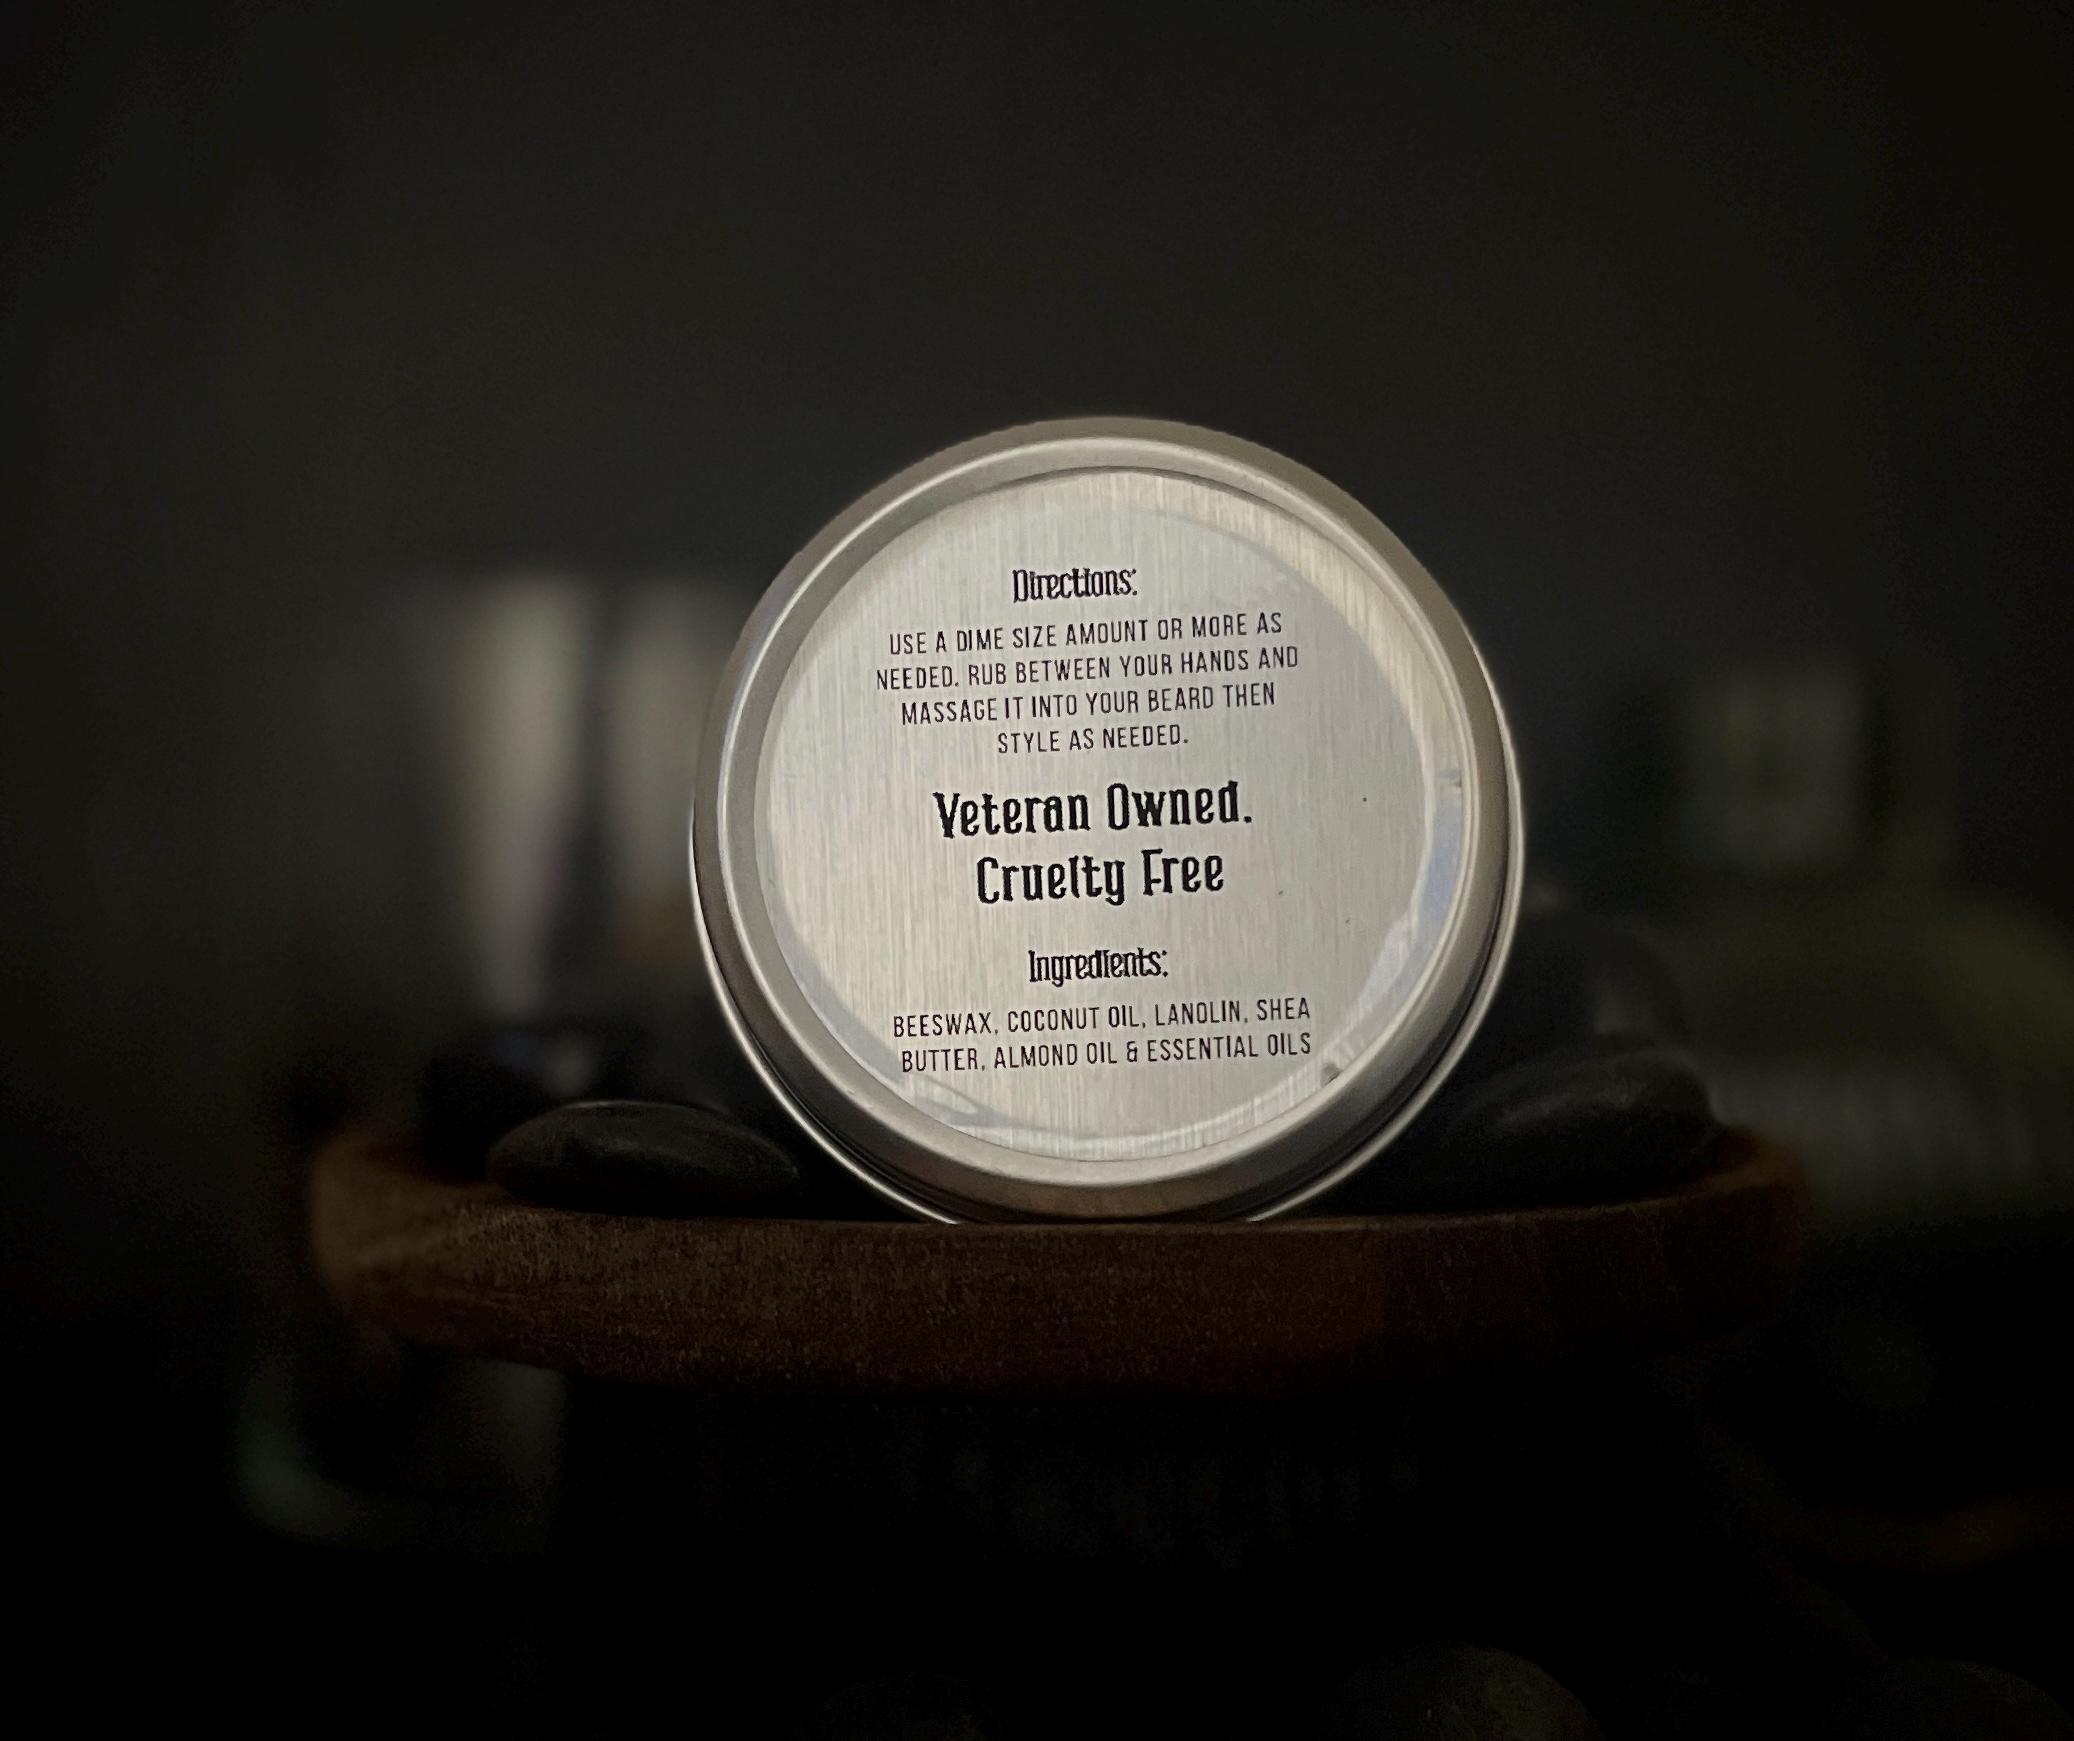 Directions:
USE A DIME SIZE AMOUNT OR MORE AS
NEEDED. RUB BETWEEN YOUR HANDS AND
MASSAGE IT INTO YOUR BEARD THEN
STYLE AS NEEDED.
Veteran Owned.
Cruelty Free
Ingredients:
BEESWAX, COCONUT OIL, LANOLIN, SHEA
BUTTER, ALMOND OIL & ESSENTIAL OILS